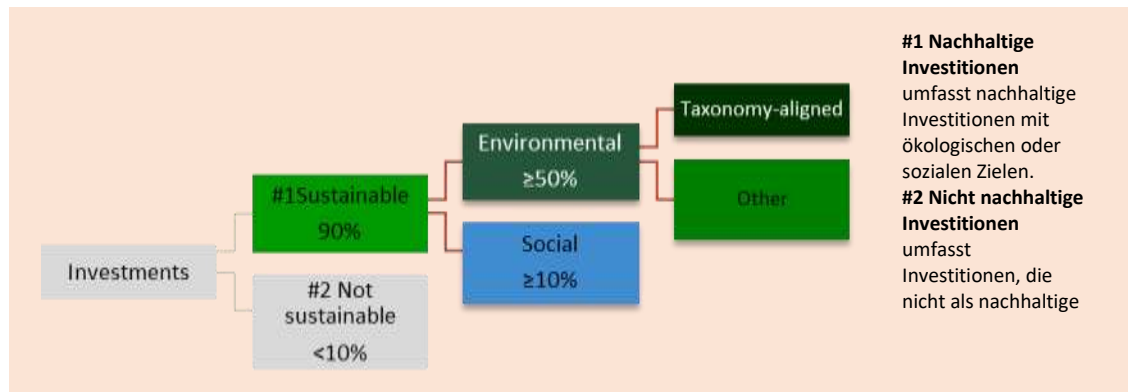 Investments
#1Sustainable
90%
#2 Not
sustainable
<10%
Environmental
≥50%
Social
≥10%
Taxonomy-aligned
Other
#1 Nachhaltige
Investitionen
umfasst nachhaltige
Investitionen mit
ökologischen oder
sozialen Zielen.
#2 Nicht nachhaltige
Investitionen
umfasst
Investitionen, die
nicht als nachhaltige